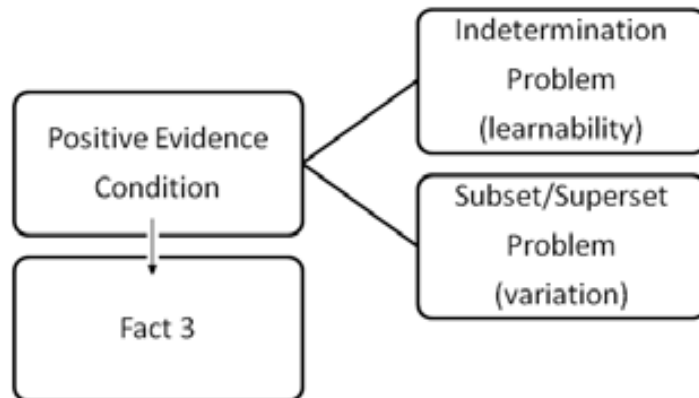 Positive Evidence
Condition
Fact 3
Indetermination
Problem
(learnability)
Subset/Superset
Problem
(variation)